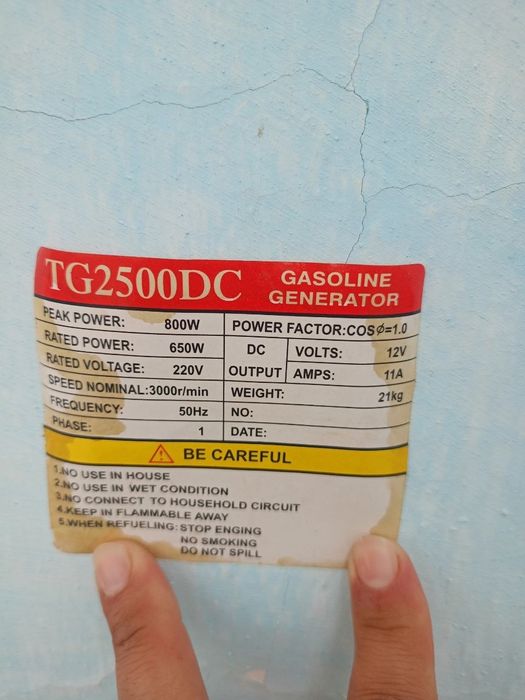 TG2500DC GASOLINE GENERATOR
PEAK POWER: 800W
RATED POWER: 650W
RATED VOLTAGE: 220V
SPEED NOMINAL:3000r/min
FREQUENCY: 50Hz
PHASE: 1
POWER FACTOR:COSØ=1.0
DC OUTPUT
VOLTS: 12V
AMPS: 11A
WEIGHT: 21kg
NO:
DATE:
BE CAREFUL
1.NO USE IN HOUSE
2.NO USE IN WET CONDITION
3.NO CONNECT TO HOUSEHOLD CIRCUIT
4.KEEP IN FLAMMABLE AWAY
5.WHEN REFUELING: STOP ENGING
NO SMOKING
DO NOT SPILL